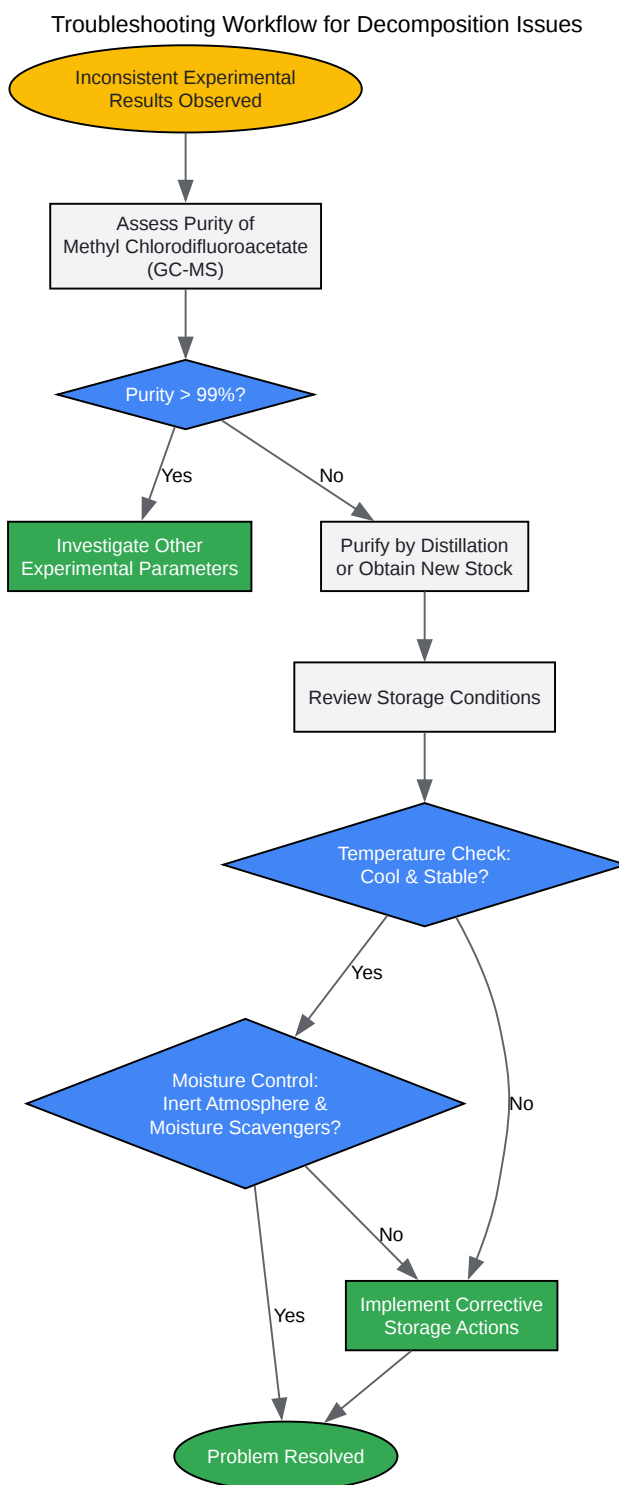 Troubleshooting Workflow for Decomposition Issues
Inconsistent Experimental
Results Observed
Assess Purity of
Methyl Chlorodifluoroacetate
(GC-MS)
Purity > 99%?
Yes
No
Investigate Other
Experimental Parameters
Purify by Distillation
or Obtain New Stock
Review Storage Conditions
Temperature Check:
Cool & Stable?
Yes
Moisture Control:
Inert Atmosphere &
Moisture Scavengers?
No
No
Yes
Implement Corrective
Storage Actions
Problem Resolved